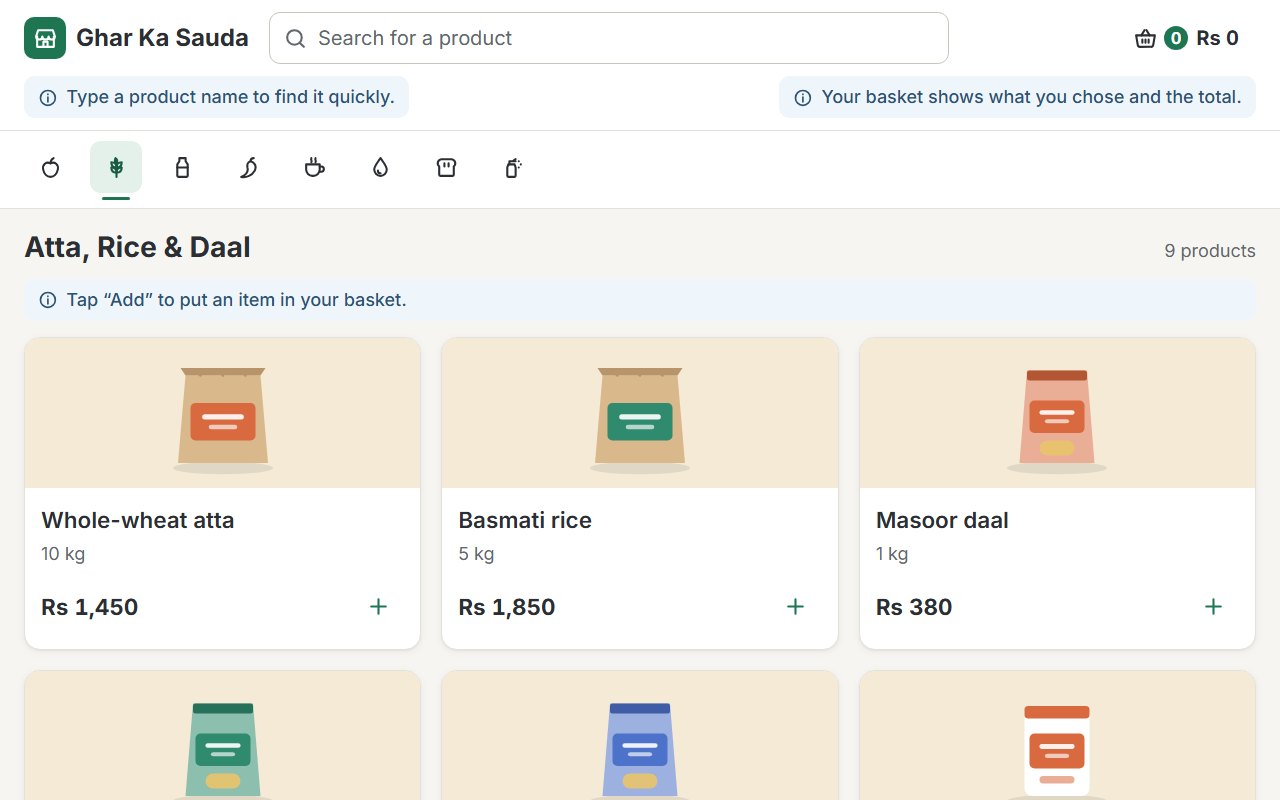 Ghar Ka Sauda
Search for a product
0 Rs 0
Type a product name to find it quickly.
Your basket shows what you chose and the total.
Atta, Rice & Daal
9 products
Tap “Add” to put an item in your basket.
Whole-wheat atta
10 kg
Rs 1,450
Basmati rice
5 kg
Rs 1,850
Masoor daal
1 kg
Rs 380